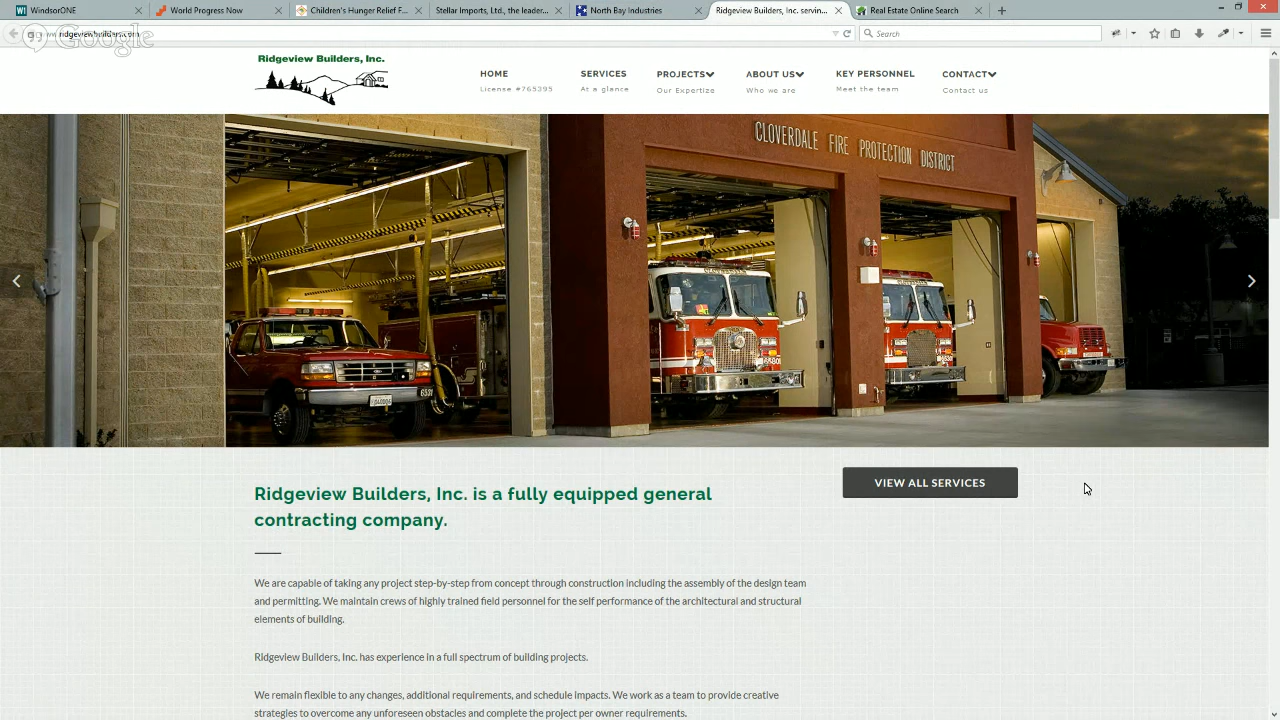 WindsorONE
World Progress Now
Children's Hunger Relief F...
Stellar Imports, Ltd., the leader...
North Bay Industries
Ridgeview Builders, Inc. servin...
Real Estate Online Search
www.ridgeviewbuilders.com
Google
Search
Ridgeview Builders, Inc.
HOME
License #765395
SERVICES
At a glance
PROJECTS
Our Expertize
ABOUT US
Who we are
KEY PERSONNEL
Meet the team
CONTACT
Contact us
CLOVERDALE FIRE PROTECTION DISTRICT
VIEW ALL SERVICES
Ridgeview Builders, Inc. is a fully equipped general
contracting company.
We are capable of taking any project step-by-step from concept through construction including the assembly of the design team
and permitting. We maintain crews of highly trained field personnel for the self performance of the architectural and structural
elements of building.
Ridgeview Builders, Inc. has experience in a full spectrum of building projects.
We remain flexible to any changes, additional requirements, and schedule impacts. We work as a team to provide creative
strategies to overcome any unforeseen obstacles and complete the project per owner requirements.